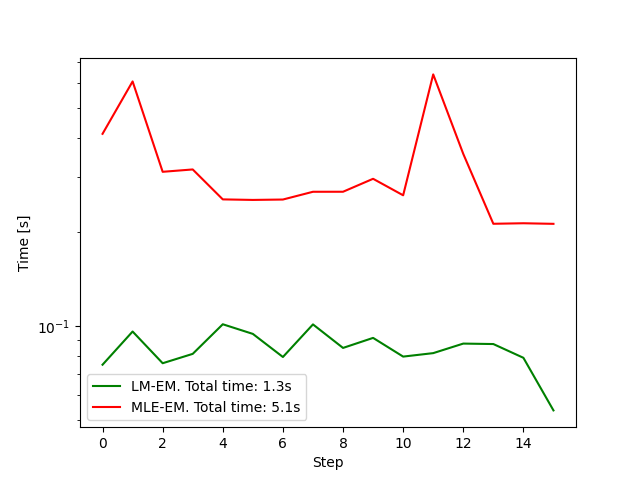 Time [s]
10⁻¹
LM-EM. Total time: 1.3s
MLE-EM. Total time: 5.1s
0 2 4 6 8 10 12 14
Step